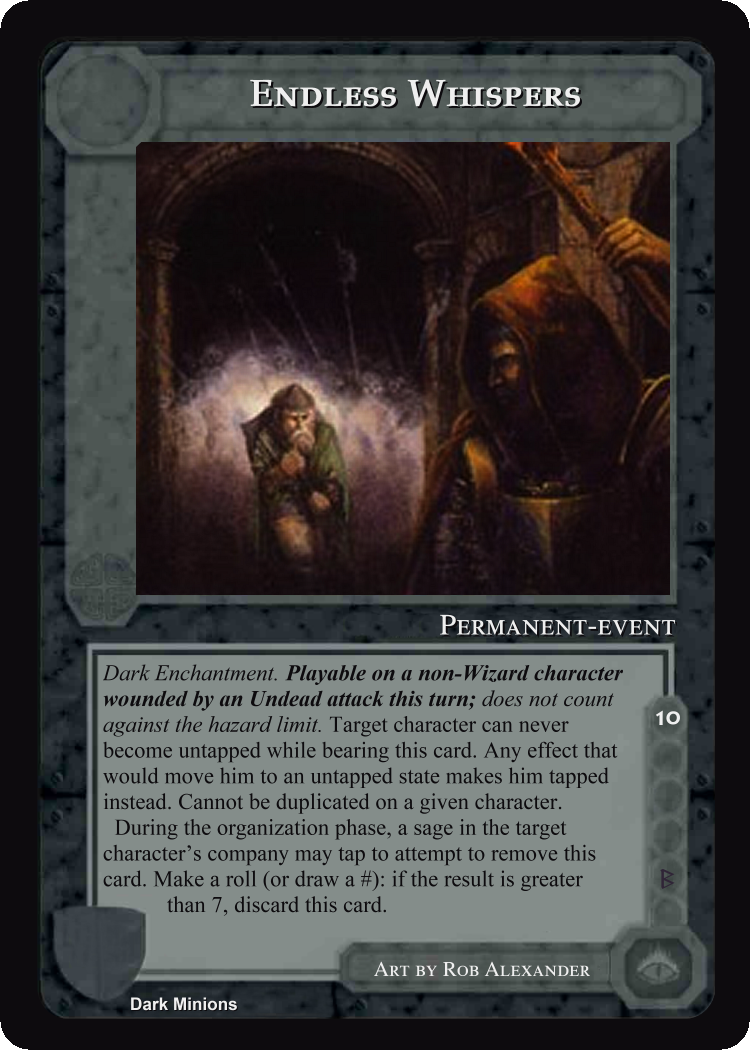 Endless Whispers
Permanent-event
Dark Enchantment. Playable on a non-Wizard character
wounded by an Undead attack this turn; does not count
against the hazard limit. Target character can never
become untapped while bearing this card. Any effect that
would move him to an untapped state makes him tapped
instead. Cannot be duplicated on a given character.
During the organization phase, a sage in the target
character's company may tap to attempt to remove this
card. Make a roll (or draw a #): if the result is greater
than 7, discard this card.
10
ᛒ
Art by Rob Alexander
Dark Minions